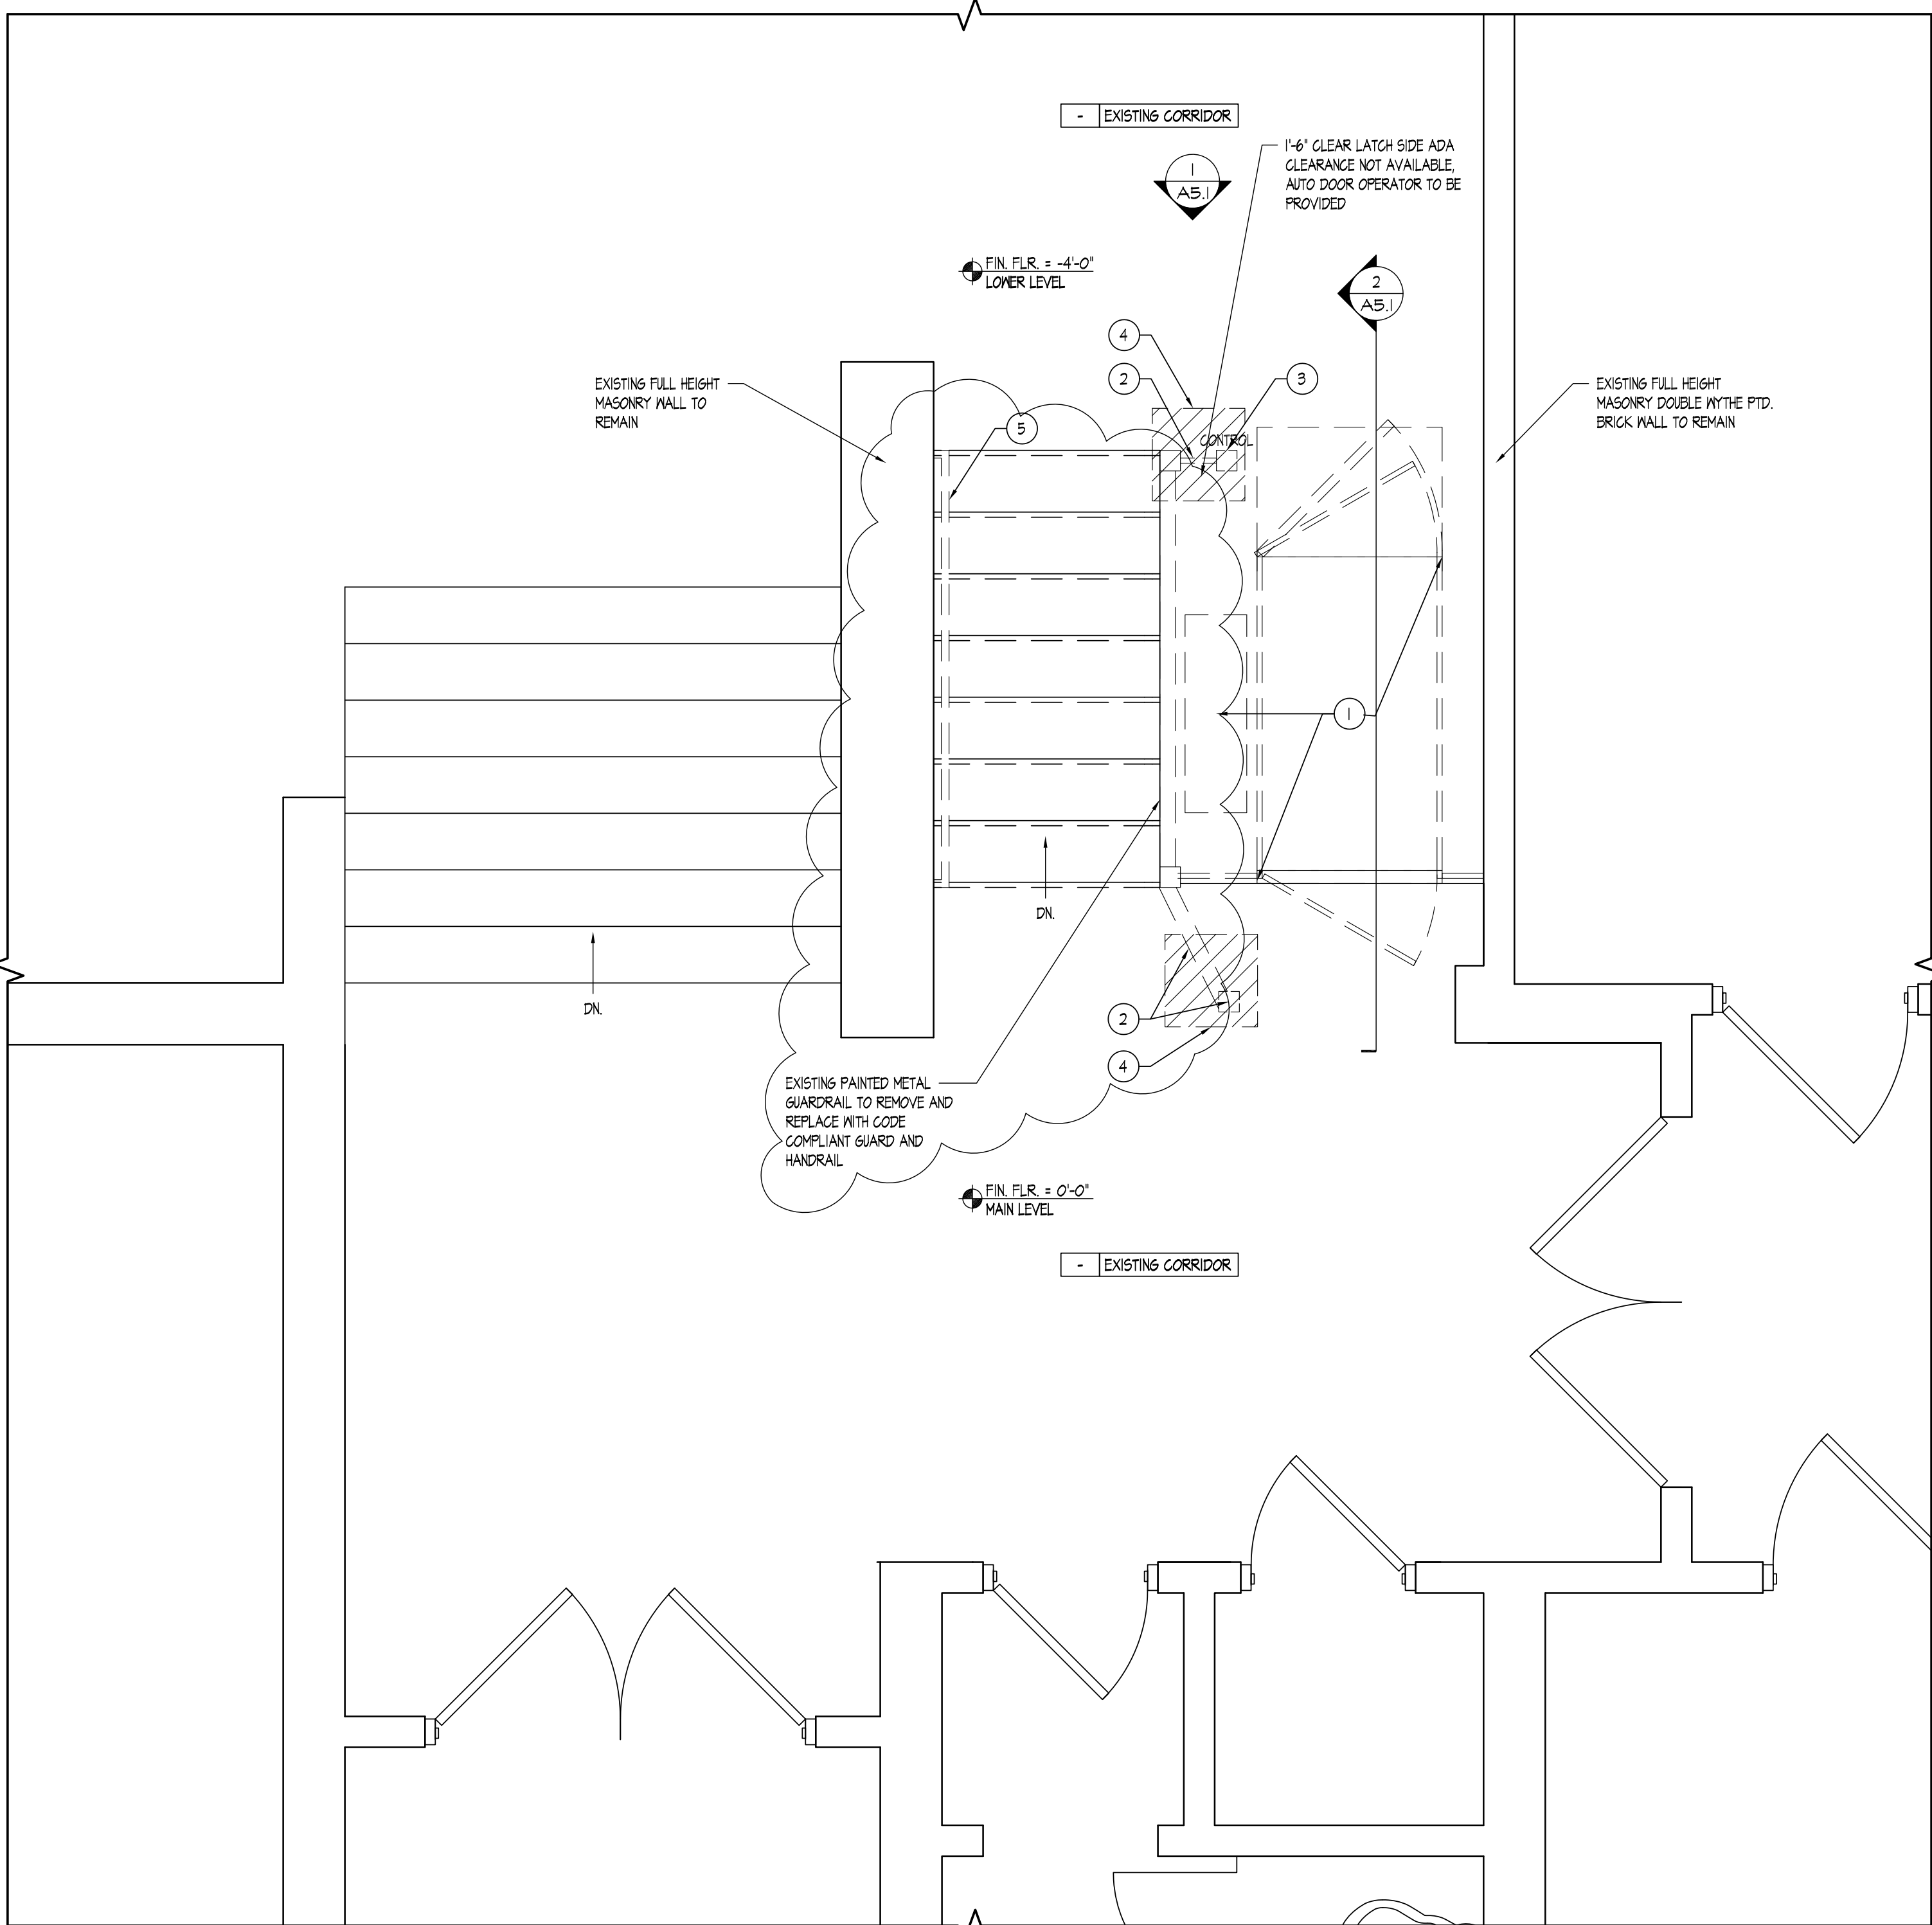 - EXISTING CORRIDOR
1'-6" CLEAR LATCH SIDE ADA
CLEARANCE NOT AVAILABLE,
AUTO DOOR OPERATOR TO BE
PROVIDED
1
A5.1
FIN. FLR. = -4'-0"
LOWER LEVEL
2
A5.1
4
2
3
EXISTING FULL HEIGHT
MASONRY WALL TO
REMAIN
EXISTING FULL HEIGHT
MASONRY DOUBLE WYTHE PTD.
BRICK WALL TO REMAIN
5
CONTROL
1
DN.
DN.
2
4
EXISTING PAINTED METAL
GUARDRAIL TO REMOVE AND
REPLACE WITH CODE
COMPLIANT GUARD AND
HANDRAIL
FIN. FLR. = 0'-0"
MAIN LEVEL
- EXISTING CORRIDOR